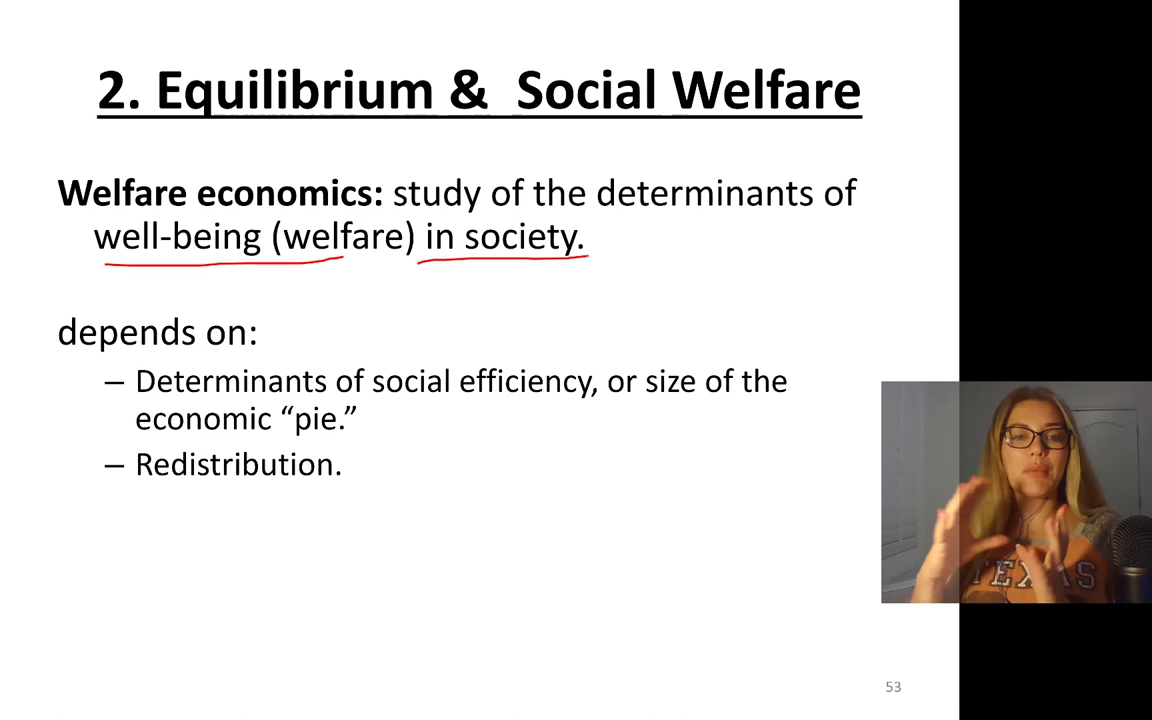 2. Equilibrium & Social Welfare
Welfare economics: study of the determinants of
well-being (welfare) in society.
depends on:
– Determinants of social efficiency, or size of the
economic “pie.”
– Redistribution.
TEXAS
53